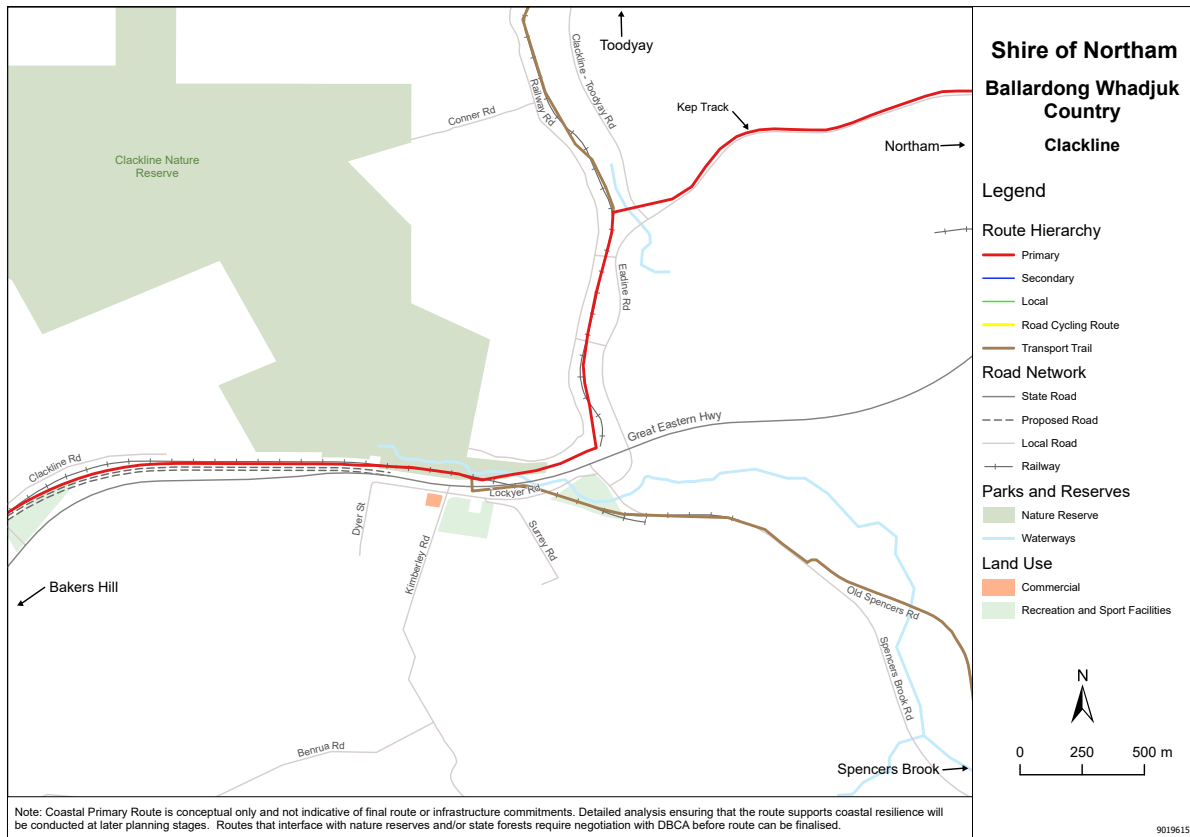 Toodyay
Clackline - Toodyay Rd
Railway Rd
Conner Rd
Kep Track
Northam
Clackline Nature
Reserve
Eadine Rd
Great Eastern Hwy
Clackline Rd
Lockyer Rd
Dyer St
Kimberley Rd
Surrey Rd
Bakers Hill
Old Spencers Rd
Spencers Brook Rd
Benrua Rd
Spencers Brook
Note: Coastal Primary Route is conceptual only and not indicative of final route or infrastructure commitments. Detailed analysis ensuring that the route supports coastal resilience will
be conducted at later planning stages. Routes that interface with nature reserves and/or state forests require negotiation with DBCA before route can be finalised.
Shire of Northam
Ballardong Whadjuk
Country
Clackline
Legend
Route Hierarchy
Primary
Secondary
Local
Road Cycling Route
Transport Trail
Road Network
State Road
Proposed Road
Local Road
Railway
Parks and Reserves
Nature Reserve
Waterways
Land Use
Commercial
Recreation and Sport Facilities
N
0 250 500 m
9019615